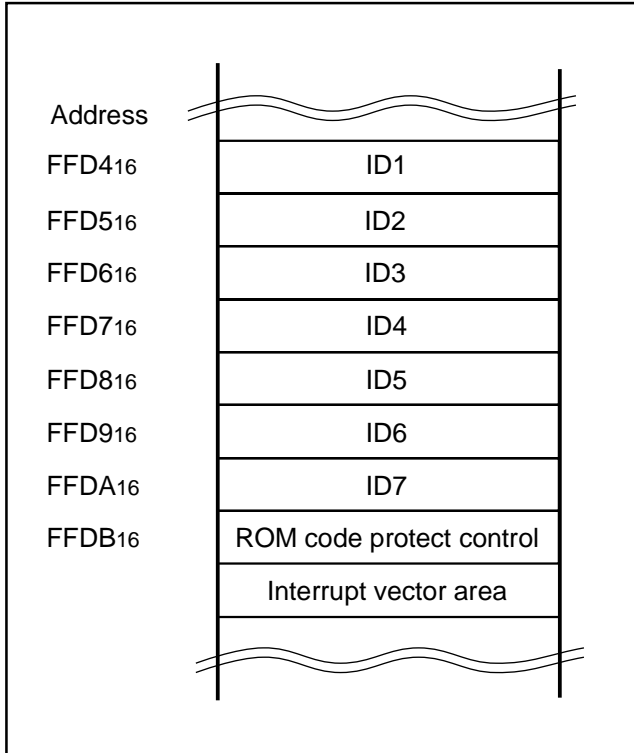 Address
FFD416 ID1
FFD516 ID2
FFD616 ID3
FFD716 ID4
FFD816 ID5
FFD916 ID6
FFDA16 ID7
FFDB16 ROM code protect control
Interrupt vector area